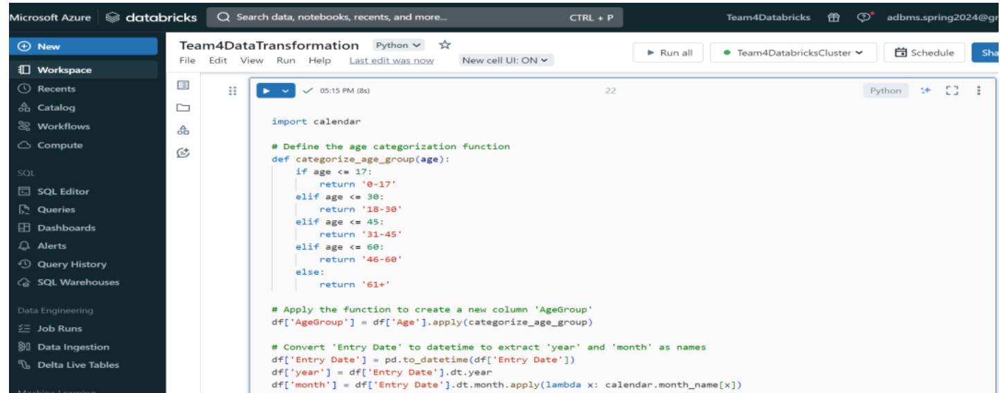 Microsoft Azure databricks Search data, notebooks, recents, and more... CTRL + P Team4Databricks adbms.spring2024@gr
New
Workspace
Recents
Catalog
Workflows
Compute
SQL
SQL Editor
Queries
Dashboards
Alerts
Query History
SQL Warehouses
Data Engineering
Job Runs
Data Ingestion
Delta Live Tables
Machine Learning
Team4DataTransformation Python
File Edit View Run Help Last edit was now New cell UI: ON
Run all Team4DatabricksCluster Schedule Sha
05:15 PM (8s) 22 Python
import calendar
# Define the age categorization function
def categorize_age_group(age):
if age <= 17:
return '0-17'
elif age <= 30:
return '18-30'
elif age <= 45:
return '31-45'
elif age <= 60:
return '46-60'
else:
return '61+'
# Apply the function to create a new column 'AgeGroup'
df['AgeGroup'] = df['Age'].apply(categorize_age_group)
# Convert 'Entry Date' to datetime to extract 'year' and 'month' as names
df['Entry Date'] = pd.to_datetime(df['Entry Date'])
df['year'] = df['Entry Date'].dt.year
df['month'] = df['Entry Date'].dt.month.apply(lambda x: calendar.month_name[x])